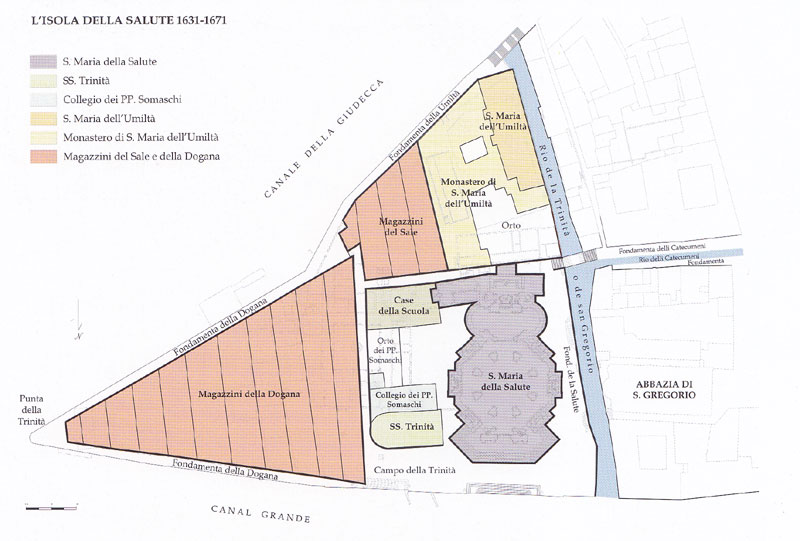 L'ISOLA DELLA SALUTE 1631-1671
S. Maria della Salute
SS. Trinità
Collegio dei PP. Somaschi
S. Maria dell'Umiltà
Monastero di S. Maria dell'Umiltà
Magazzini del Sale e della Dogana
CANALE DELLA GIUDECCA
Fondamenta della Umiltà
S. Maria
dell'Umiltà
Rio de la Trinità
Monastero di
S. Maria
dell'Umiltà
Magazzini
del Sale
Orto
Fondamenta delli Catecumeni
Rio delà Catecumeni
Fondamenta
N
Fondamenta della Dogana
Case
della Scuola
o de san Gregorio
Orto
dei PP.
Somasch
Magazzini della Dogana
S. Maria
della Salute
Fond. de la Salute
ABBAZIA DI
S. GREGORIO
Punta
della
Trinità
Collegio dei PP.
Somaschi
SS. Trinità
Fondamenta della Dogana
Campo della Trinità
CANAL GRANDE